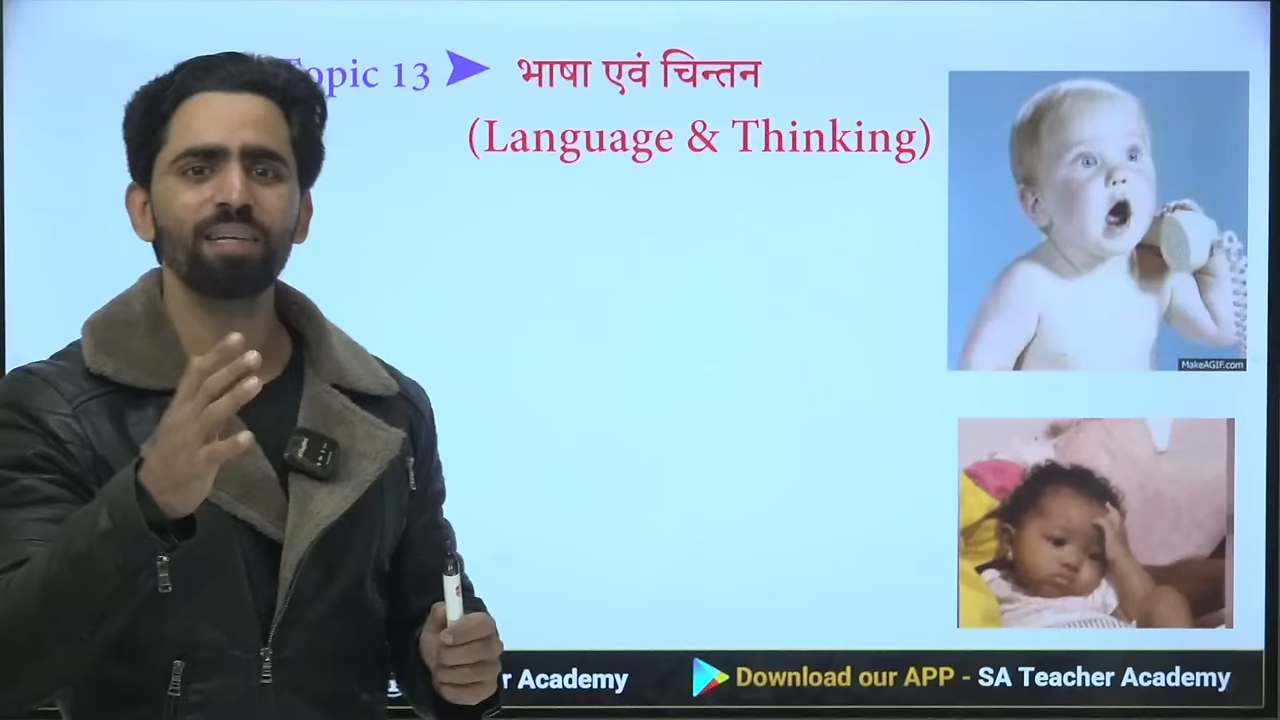 Topic 13 ➤ भाषा एवं चिन्तन
(Language & Thinking)
MakeAGIF.com
Academy
Download our APP - SA Teacher Academy